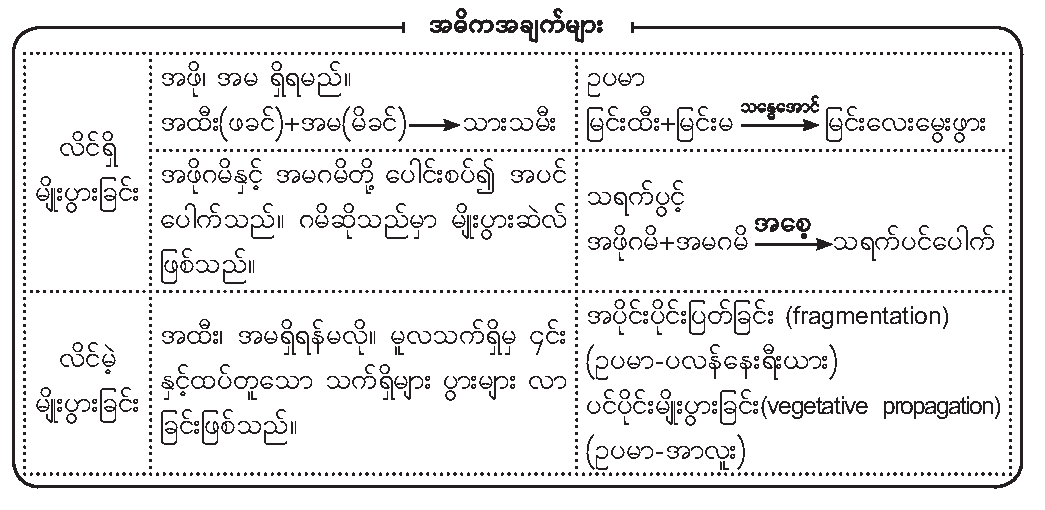 အဓိကအချက်များ
လိင်ရှိ
မျိုးပွားခြင်း
အဖို၊ အမ ရှိရမည်။
အထီး(ဖခင်)+အမ(မိခင်)⟶သားသမီး
ဥပမာ
သန္ဓေအောင်
မြင်းထီး+မြင်းမ ⟶ မြင်းလေးမွေးဖွား
အဖိုဂမိနှင့် အမဂမိတို့ ပေါင်းစပ်၍ အပင်
ပေါက်သည်။ ဂမိဆိုသည်မှာ မျိုးပွားဆဲလ်
ဖြစ်သည်။
သရက်ပွင့်
အစေ့
အဖိုဂမိ+အမဂမိ ⟶သရက်ပင်ပေါက်
လိင်မဲ့
မျိုးပွားခြင်း
အထီး၊ အမရှိရန်မလို။ မူလသက်ရှိမှ ၎င်း
နှင့်ထပ်တူသော သက်ရှိများ ပွားများ လာ
ခြင်းဖြစ်သည်။
အပိုင်းပိုင်းပြတ်ခြင်း (fragmentation)
(ဥပမာ-ပလန်နေးရီးယား)
ပင်ပိုင်းမျိုးပွားခြင်း(vegetative propagation)
(ဥပမာ-အာလူး)